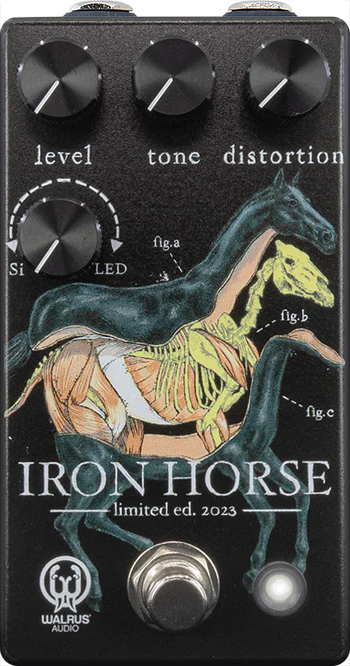 level tone distortion
Si LED
fig.a
fig.b
fig.c
IRON HORSE
limited ed. 2023
WALRUS
AUDIO